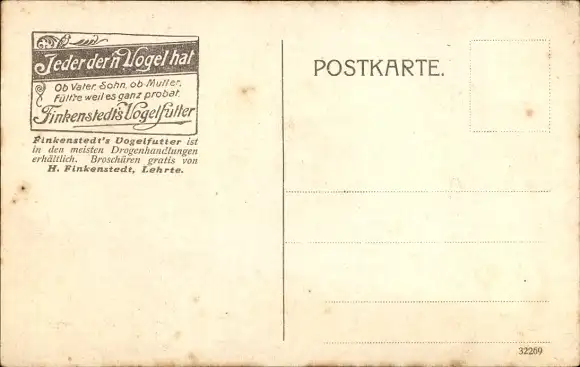 Jeder der'n Vogel hat
Ob Vater, Sohn, ob Mutter,
Füttre weil es ganz probat,
Finkenstedt's Vogelfutter
Finkenstedt's Vogelfutter ist
in den meisten Drogenhandlungen
erhältlich. Broschüren gratis von
H. Finkenstedt, Lehrte.
POSTKARTE.
32269